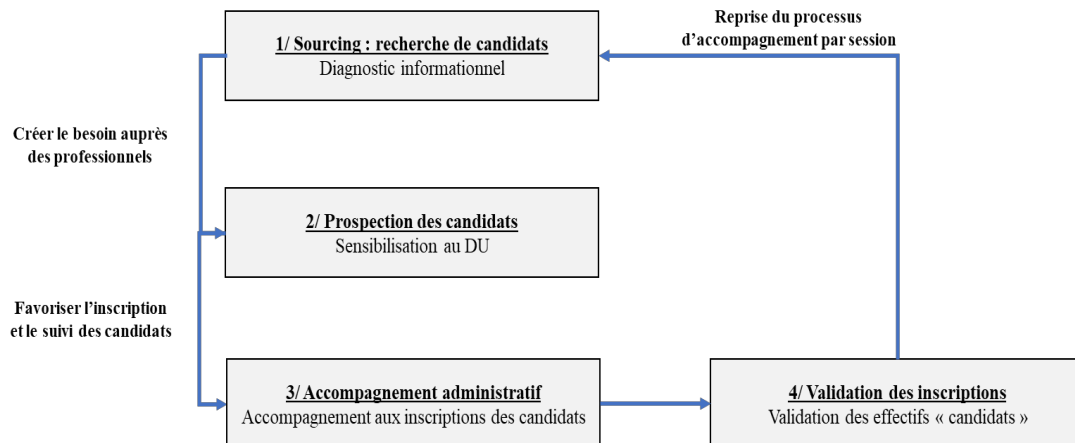 Reprise du processus
d'accompagnement par session
1/ Sourcing : recherche de candidats
Diagnostic informationnel
Créer le besoin auprès
des professionnels
2/ Prospection des candidats
Sensibilisation au DU
Favoriser l'inscription
et le suivi des candidats
3/ Accompagnement administratif
Accompagnement aux inscriptions des candidats
4/ Validation des inscriptions
Validation des effectifs « candidats »